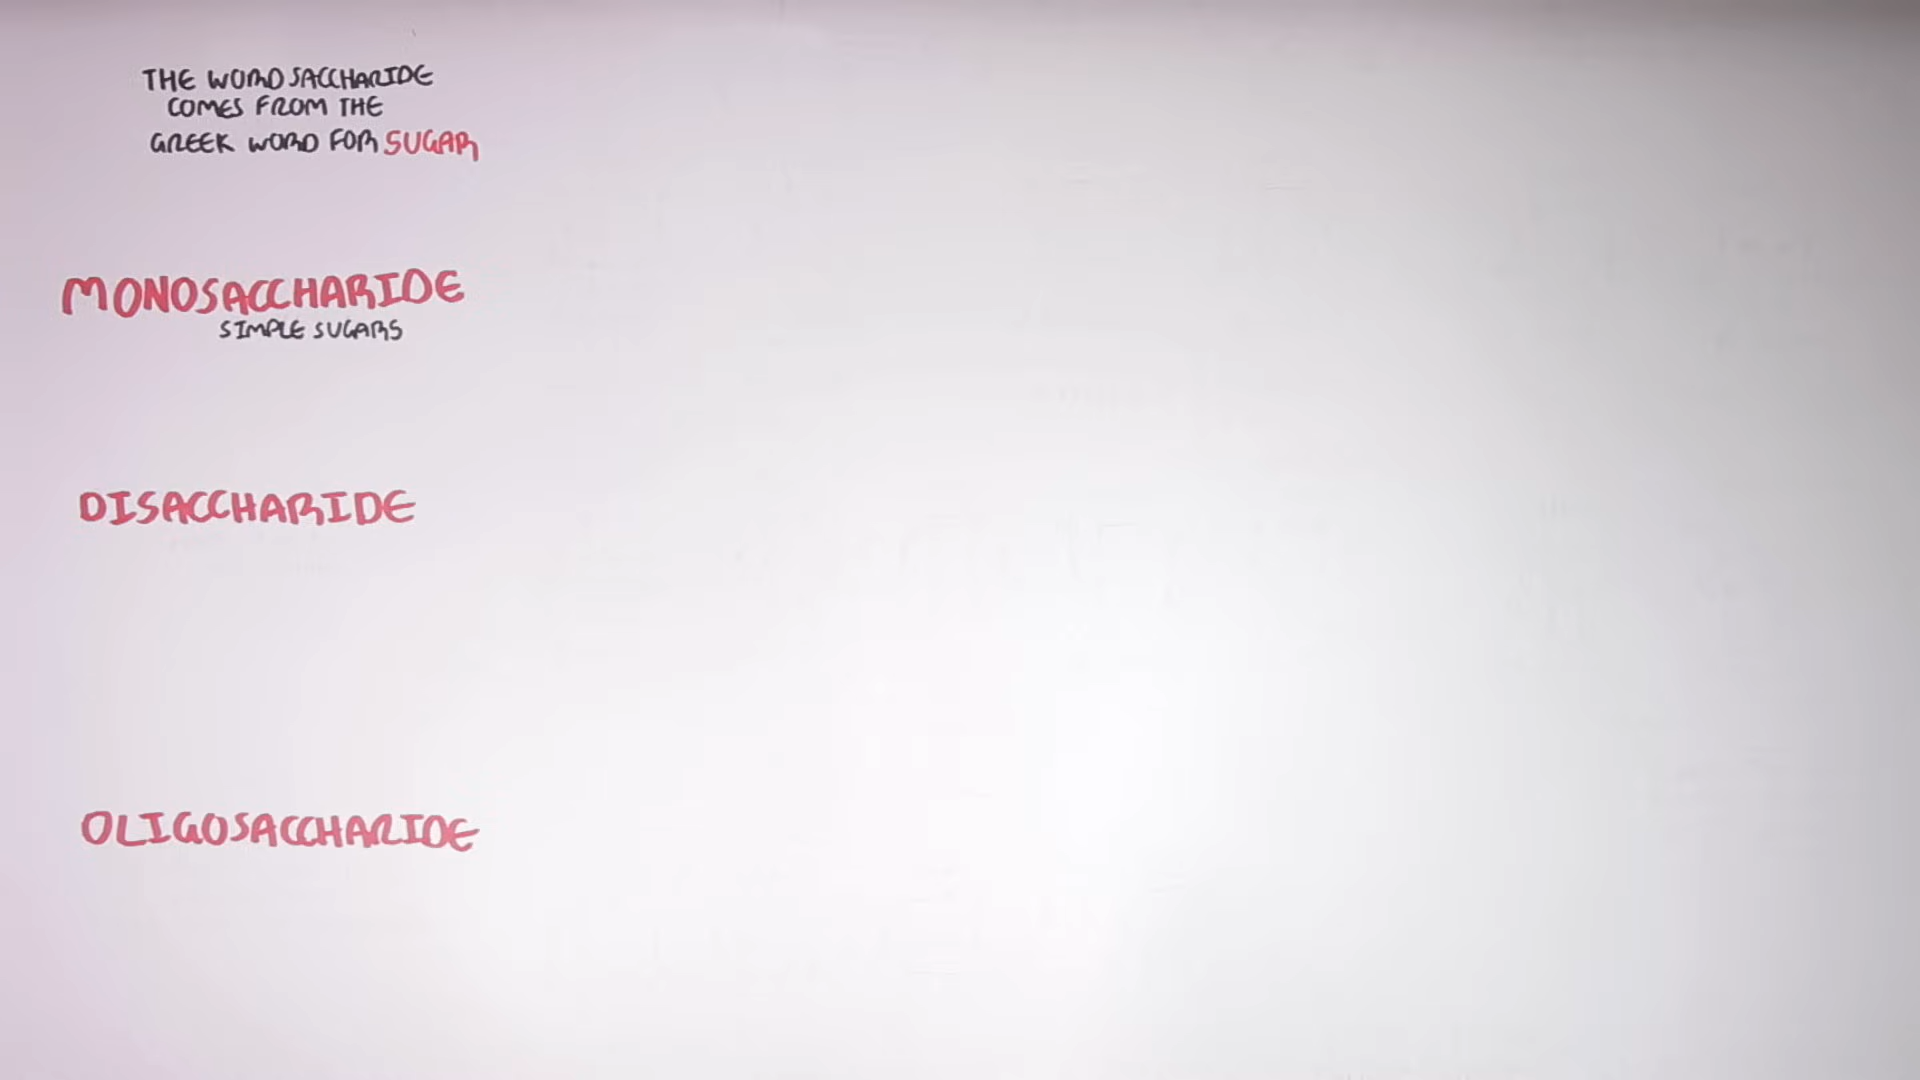 THE WORD SACCHARIDE
COMES FROM THE
GREEK WORD FOR SUGAR
MONOSACCHARIDE
SIMPLE SUGARS
DISACCHARIDE
OLIGOSACCHARIDE